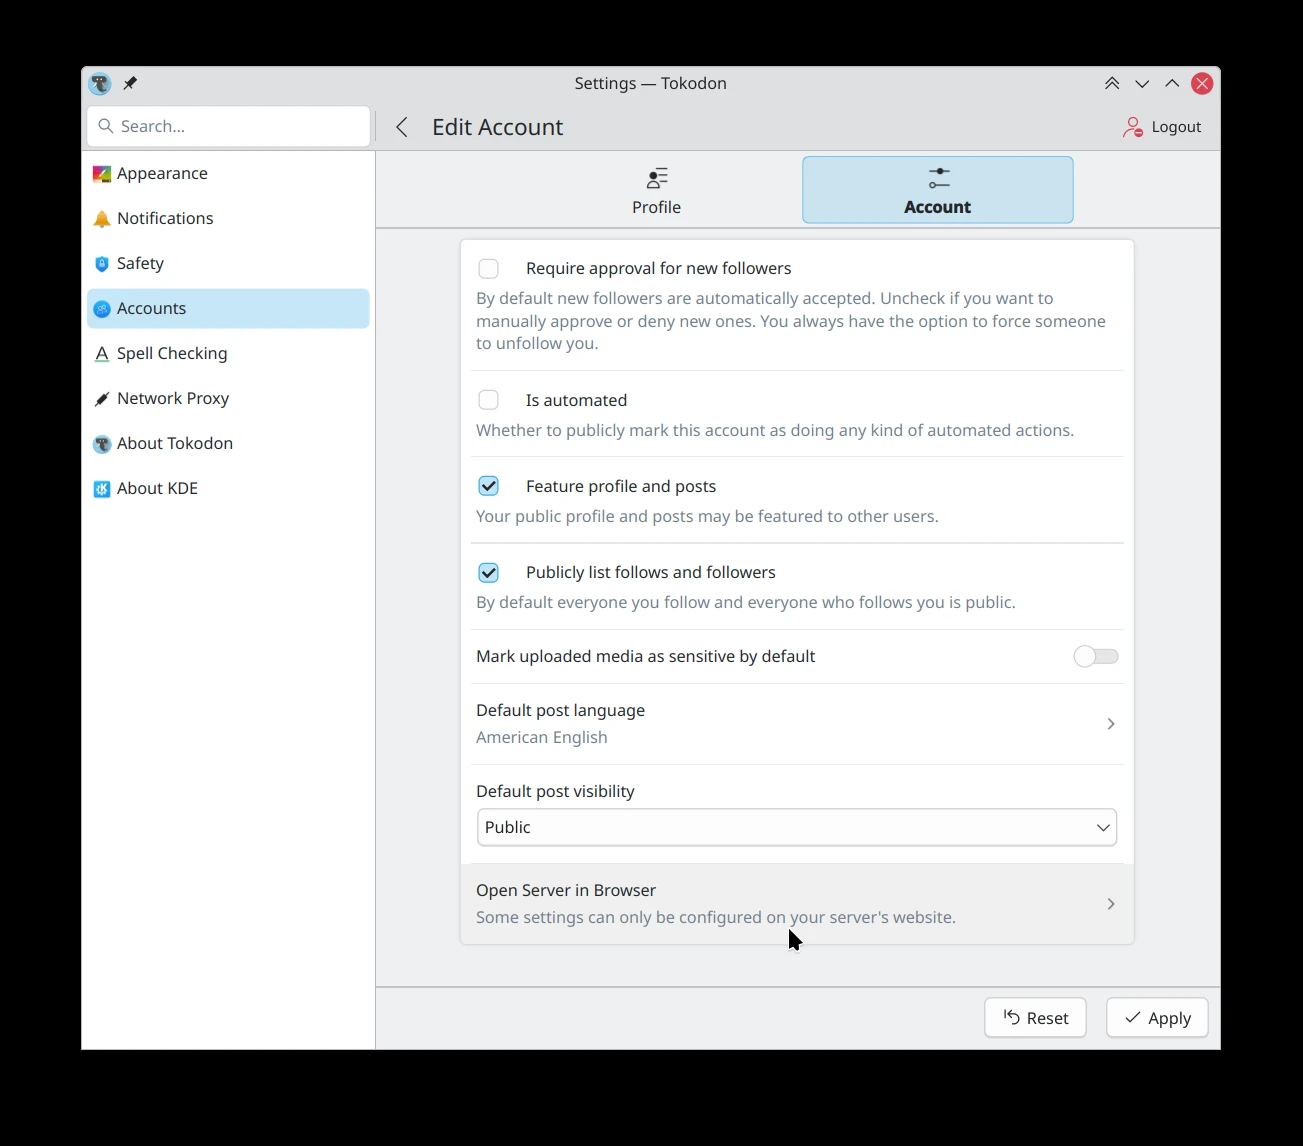 Settings — Tokodon
Search...
Edit Account
Logout
Appearance
Notifications
Safety
Accounts
Spell Checking
Network Proxy
About Tokodon
About KDE
Profile
Account
Require approval for new followers
By default new followers are automatically accepted. Uncheck if you want to
manually approve or deny new ones. You always have the option to force someone
to unfollow you.
Is automated
Whether to publicly mark this account as doing any kind of automated actions.
Feature profile and posts
Your public profile and posts may be featured to other users.
Publicly list follows and followers
By default everyone you follow and everyone who follows you is public.
Mark uploaded media as sensitive by default
Default post language
American English
Default post visibility
Public
Open Server in Browser
Some settings can only be configured on your server's website.
Reset
Apply